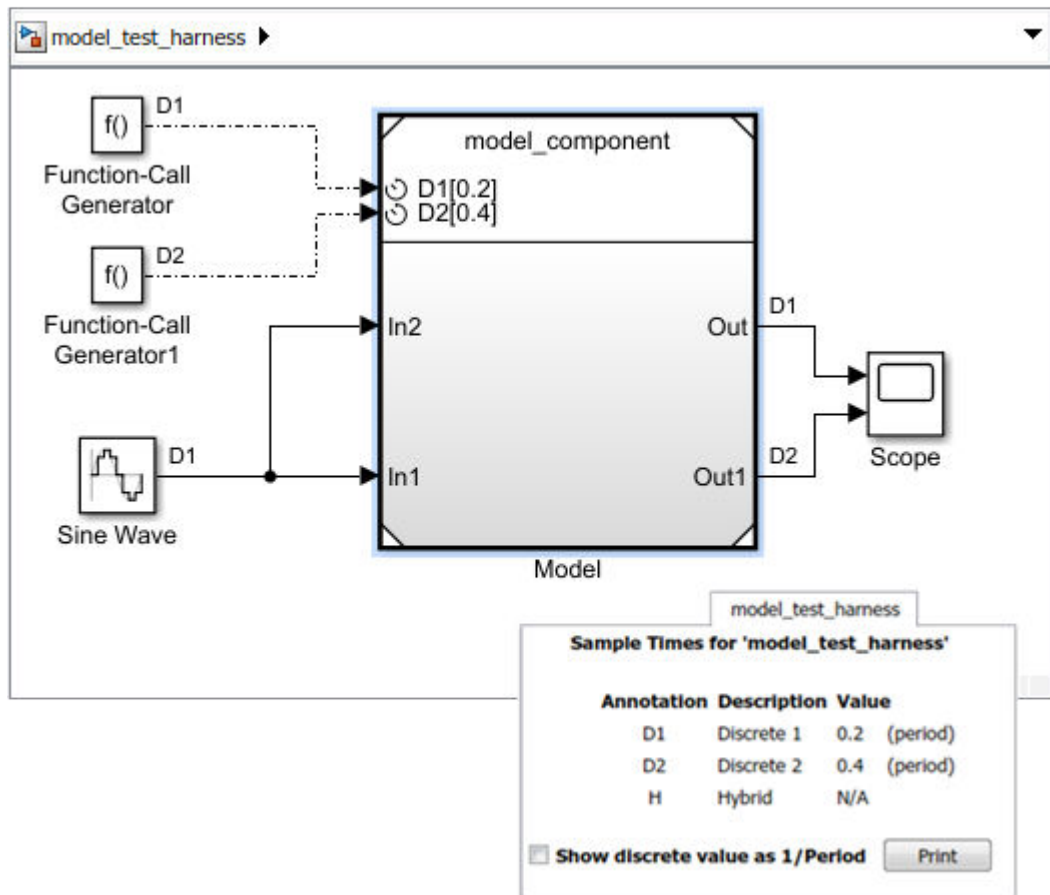 model_test_harness
D1
f()
Function-Call
Generator
model_component
D1[0.2]
D2[0.4]
D2
f()
Function-Call
Generator1
In2
Out
D1
D1
Sine Wave
In1
Out1
D2
Scope
Model
model_test_harness
Sample Times for 'model_test_harness'
Annotation Description Value
D1 Discrete 1 0.2 (period)
D2 Discrete 2 0.4 (period)
H Hybrid N/A
Show discrete value as 1/Period Print